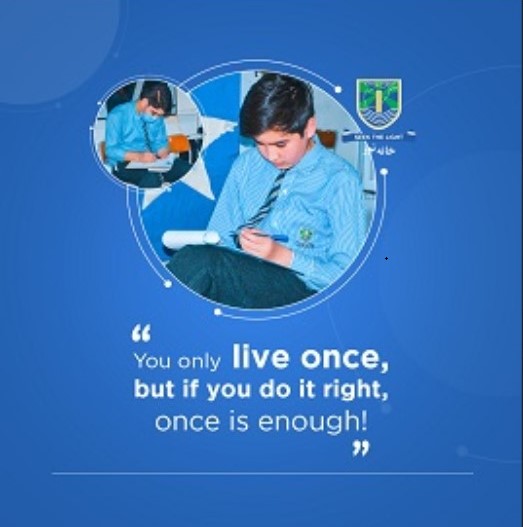 SEEK THE LIGHT
“
You only live once,
but if you do it right,
once is enough!
”